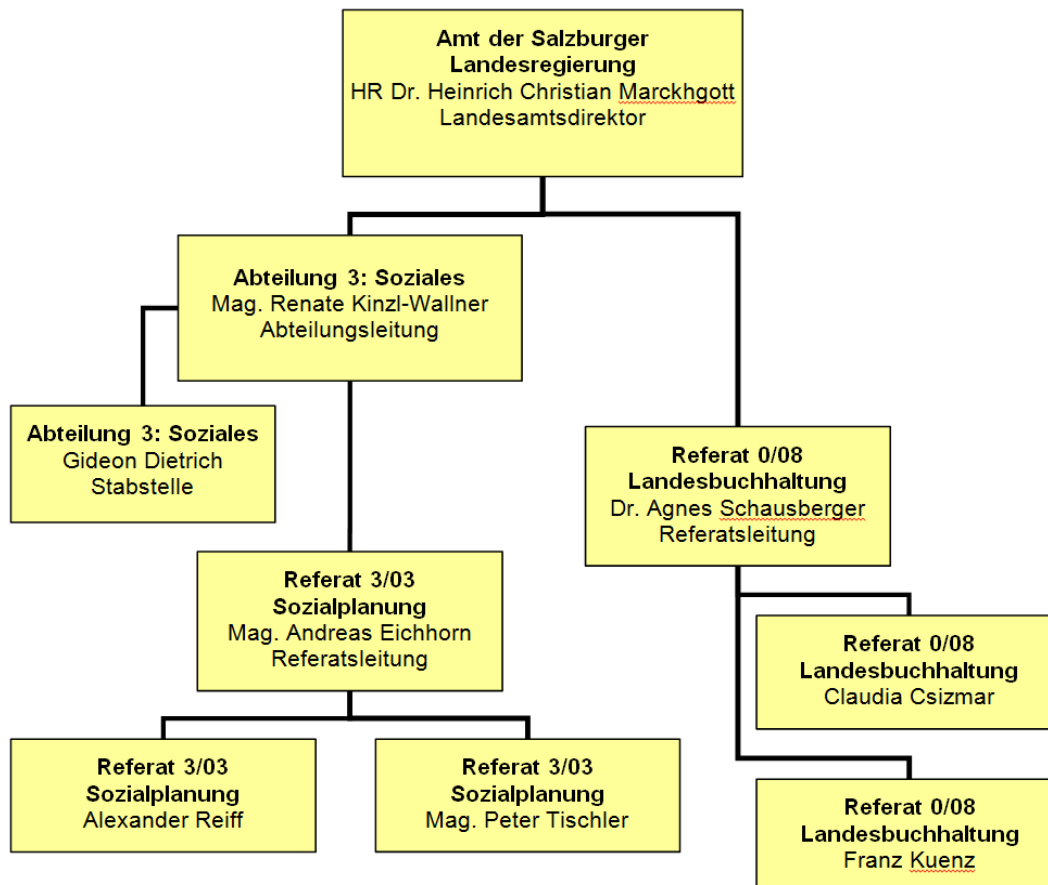 Amt der Salzburger
Landesregierung
HR Dr. Heinrich Christian Marckhgott
Landesamtsdirektor
Abteilung 3: Soziales
Mag. Renate Kinzl-Wallner
Abteilungsleitung
Abteilung 3: Soziales
Gideon Dietrich
Stabstelle
Referat 0/08
Landesbuchhaltung
Dr. Agnes Schausberger
Referatsleitung
Referat 3/03
Sozialplanung
Mag. Andreas Eichhorn
Referatsleitung
Referat 0/08
Landesbuchhaltung
Claudia Csizmar
Referat 3/03
Sozialplanung
Alexander Reiff
Referat 3/03
Sozialplanung
Mag. Peter Tischler
Referat 0/08
Landesbuchhaltung
Franz Kuenz